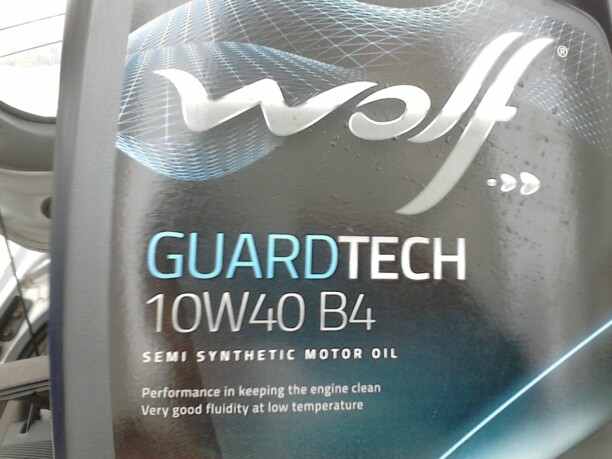 wolf®
GUARDTECH
10W40 B4
SEMI SYNTHETIC MOTOR OIL
Performance in keeping the engine clean
Very good fluidity at low temperature